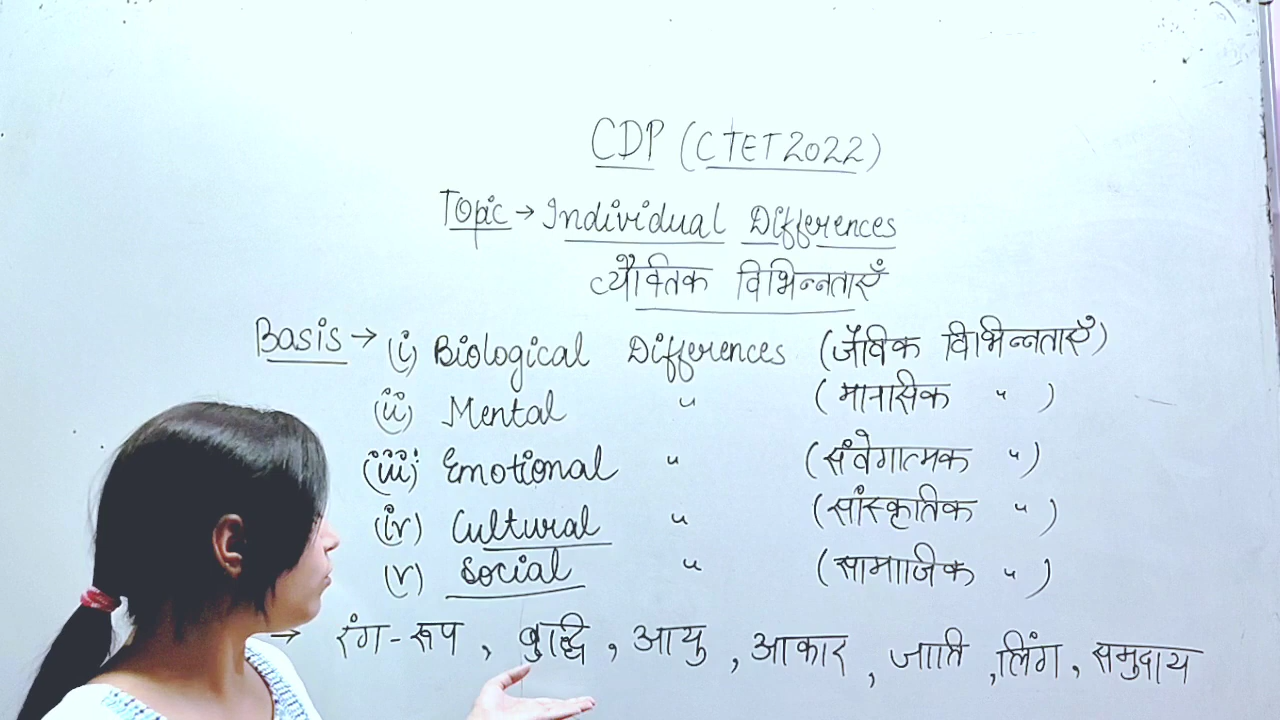 CDP (CTET 2022)
Topic → Individual Differences
वैयक्तिक विभिन्नताएँ
Basis → (i) Biological Differences (जैविक विभिन्नताएँ)
(ii) Mental " (मानसिक ")
(iii) Emotional " (संवेगात्मक ")
(iv) Cultural " (सांस्कृतिक ")
(v) Social " (सामाजिक ")
→ रंग-रूप, बुद्धि, आयु, आकार, जाति, लिंग, समुदाय